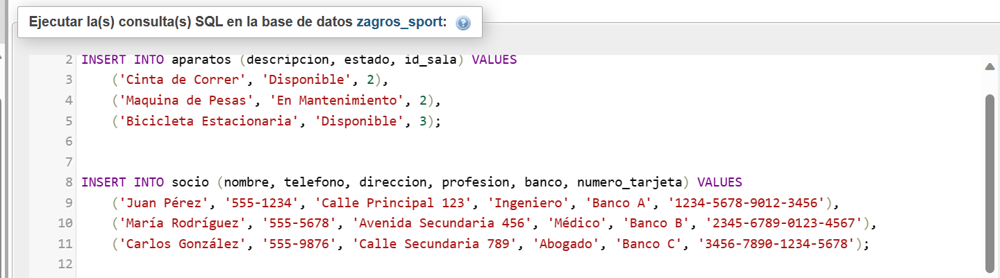 Ejecutar la(s) consulta(s) SQL en la base de datos zagros_sport:
2 INSERT INTO aparatos (descripcion, estado, id_sala) VALUES
3 ('Cinta de Correr', 'Disponible', 2),
4 ('Maquina de Pesas', 'En Mantenimiento', 2),
5 ('Bicicleta Estacionaria', 'Disponible', 3);
6
7
8 INSERT INTO socio (nombre, telefono, direccion, profesion, banco, numero_tarjeta) VALUES
9 ('Juan Pérez', '555-1234', 'Calle Principal 123', 'Ingeniero', 'Banco A', '1234-5678-9012-3456'),
10 ('María Rodríguez', '555-5678', 'Avenida Secundaria 456', 'Médico', 'Banco B', '2345-6789-0123-4567'),
11 ('Carlos González', '555-9876', 'Calle Secundaria 789', 'Abogado', 'Banco C', '3456-7890-1234-5678');
12